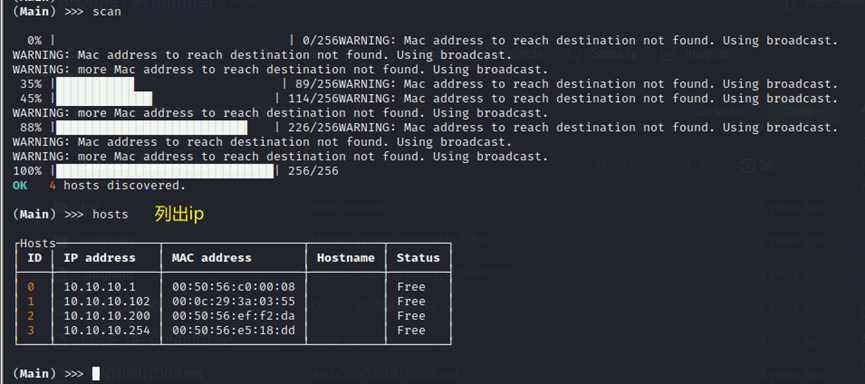 (Main) >>> scan
0% | | 0/256WARNING: Mac address to reach destination not found. Using broadcast.
WARNING: Mac address to reach destination not found. Using broadcast.
WARNING: more Mac address to reach destination not found. Using broadcast.
35% | | 89/256WARNING: Mac address to reach destination not found. Using broadcast.
45% | | 114/256WARNING: Mac address to reach destination not found. Using broadcast.
WARNING: more Mac address to reach destination not found. Using broadcast.
88% | | 226/256WARNING: Mac address to reach destination not found. Using broadcast.
WARNING: Mac address to reach destination not found. Using broadcast.
WARNING: more Mac address to reach destination not found. Using broadcast.
100% | | 256/256
OK 4 hosts discovered.
(Main) >>> hosts 列出ip
Hosts
ID IP address MAC address Hostname Status
0 10.10.10.1 00:50:56:c0:00:08 Free
1 10.10.10.102 00:0c:29:3a:03:55 Free
2 10.10.10.200 00:50:56:ef:f2:da Free
3 10.10.10.254 00:50:56:e5:18:dd Free
(Main) >>>